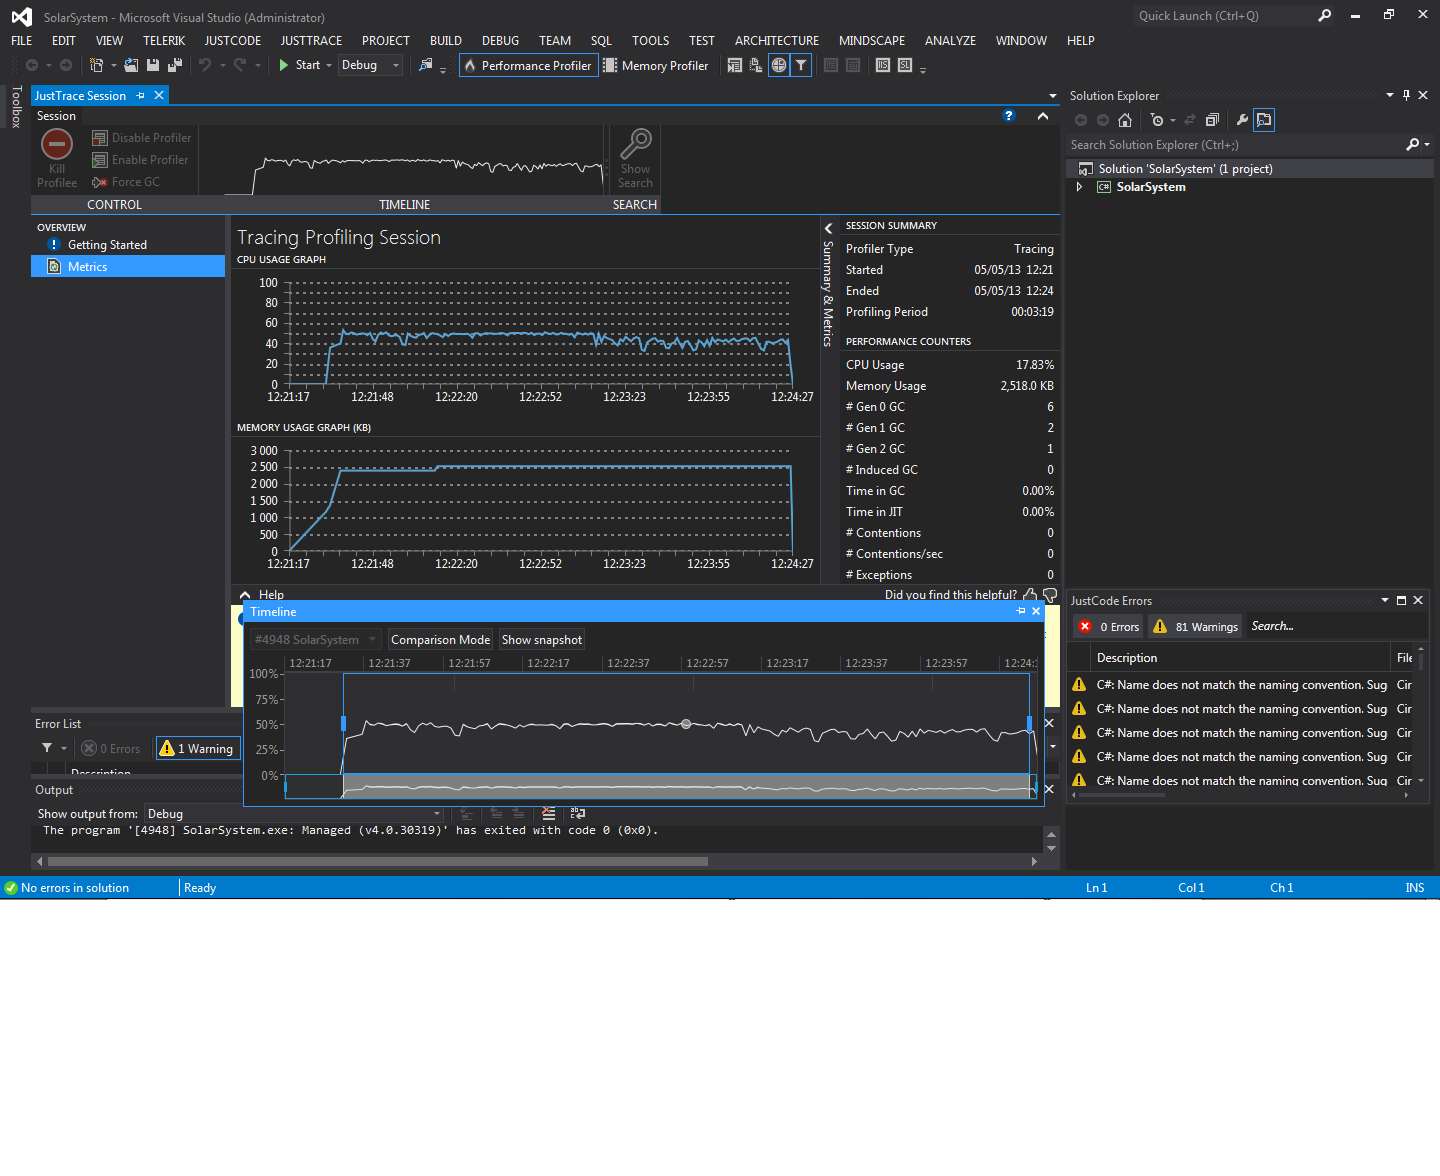 SolarSystem - Microsoft Visual Studio (Administrator)
Quick Launch (Ctrl+Q)
FILE EDIT VIEW TELERIK JUSTCODE JUSTTRACE PROJECT BUILD DEBUG TEAM SQL TOOLS TEST ARCHITECTURE MINDSCAPE ANALYZE WINDOW HELP
Start Debug Performance Profiler Memory Profiler
Toolbox
JustTrace Session
Session
Kill Profilee
Disable Profiler
Enable Profiler
Force GC
Show Search
CONTROL TIMELINE SEARCH
OVERVIEW
Getting Started
Metrics
Tracing Profiling Session
CPU USAGE GRAPH
100
80
60
40
20
0
12:21:17 12:21:48 12:22:20 12:22:52 12:23:23 12:23:55 12:24:27
MEMORY USAGE GRAPH (KB)
3 000
2 500
2 000
1 500
1 000
500
0
12:21:17 12:21:48 12:22:20 12:22:52 12:23:23 12:23:55 12:24:27
Summary & Metrics
SESSION SUMMARY
Profiler Type Tracing
Started 05/05/13 12:21
Ended 05/05/13 12:24
Profiling Period 00:03:19
PERFORMANCE COUNTERS
CPU Usage 17.83%
Memory Usage 2,518.0 KB
# Gen 0 GC 6
# Gen 1 GC 2
# Gen 2 GC 1
# Induced GC 0
Time in GC 0.00%
Time in JIT 0.00%
# Contentions 0
# Contentions/sec 0
# Exceptions 0
Help Did you find this helpful?
Timeline
#4948 SolarSystem Comparison Mode Show snapshot
12:21:17 12:21:37 12:21:57 12:22:17 12:22:37 12:22:57 12:23:17 12:23:37 12:23:57 12:24:
100%
75%
50%
25%
0%
Error List
0 Errors 1 Warning
Description
Output
Show output from: Debug
The program '[4948] SolarSystem.exe: Managed (v4.0.30319)' has exited with code 0 (0x0).
Solution Explorer
Search Solution Explorer (Ctrl+;)
Solution 'SolarSystem' (1 project)
C# SolarSystem
JustCode Errors
0 Errors 81 Warnings Search...
Description File
C#: Name does not match the naming convention. Sug Cir
C#: Name does not match the naming convention. Sug Cir
C#: Name does not match the naming convention. Sug Cir
C#: Name does not match the naming convention. Sug Cir
C#: Name does not match the naming convention. Sug Cir
No errors in solution Ready Ln 1 Col 1 Ch 1 INS